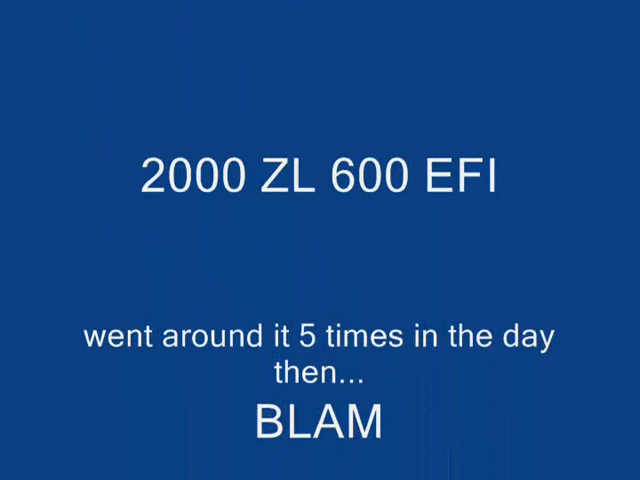 2000 ZL 600 EFI
went around it 5 times in the day
then...
BLAM